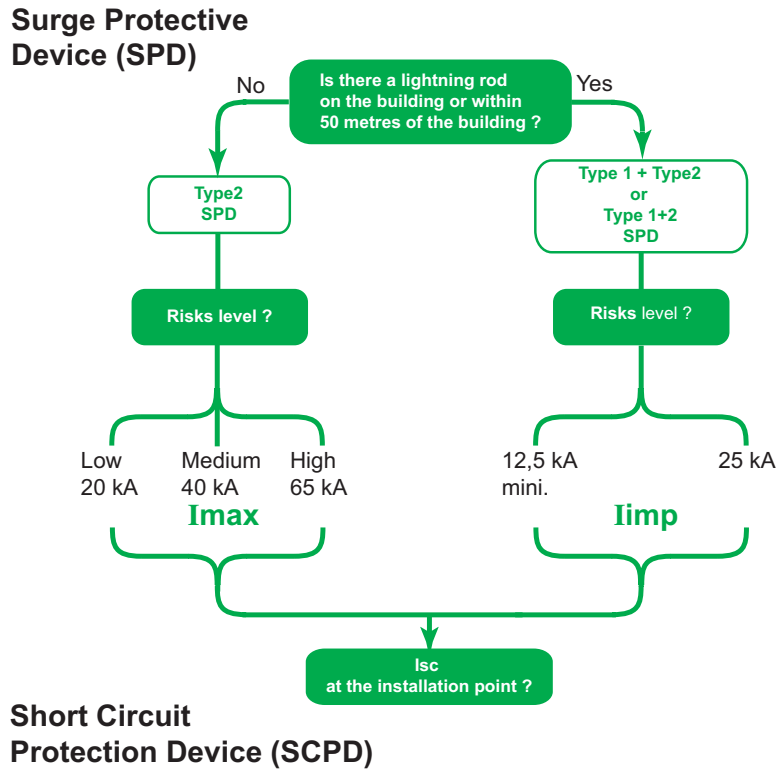 Surge Protective
Device (SPD)
Is there a lightning rod
on the building or within
50 metres of the building ?
No
Yes
Type2
SPD
Type 1 + Type2
or
Type 1+2
SPD
Risks level ?
Risks level ?
Low
20 kA
Medium
40 kA
High
65 kA
Imax
12,5 kA
mini.
25 kA
Iimp
Isc
at the installation point ?
Short Circuit
Protection Device (SCPD)